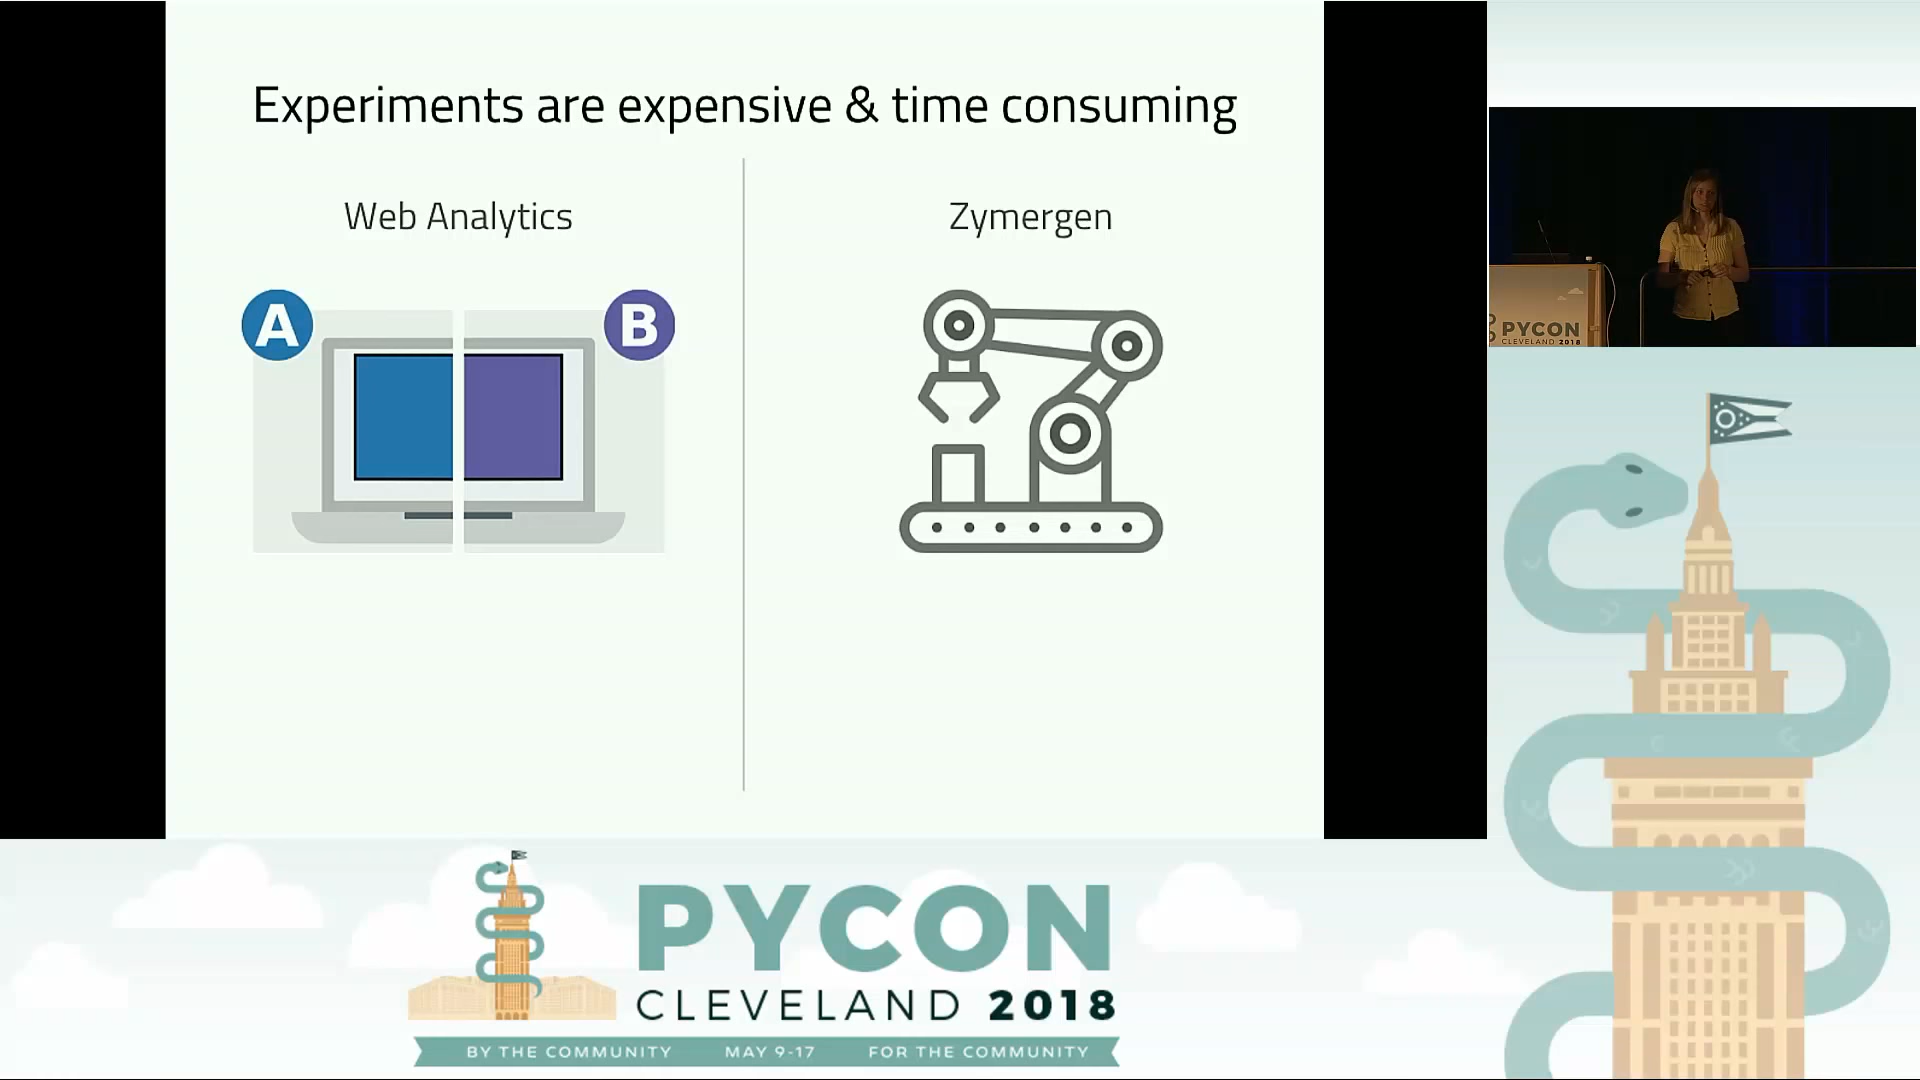 Experiments are expensive & time consuming
Web Analytics
Zymergen
A
B
PYCON
CLEVELAND 2018
PYCON
CLEVELAND 2018
BY THE COMMUNITY MAY 9-17 FOR THE COMMUNITY